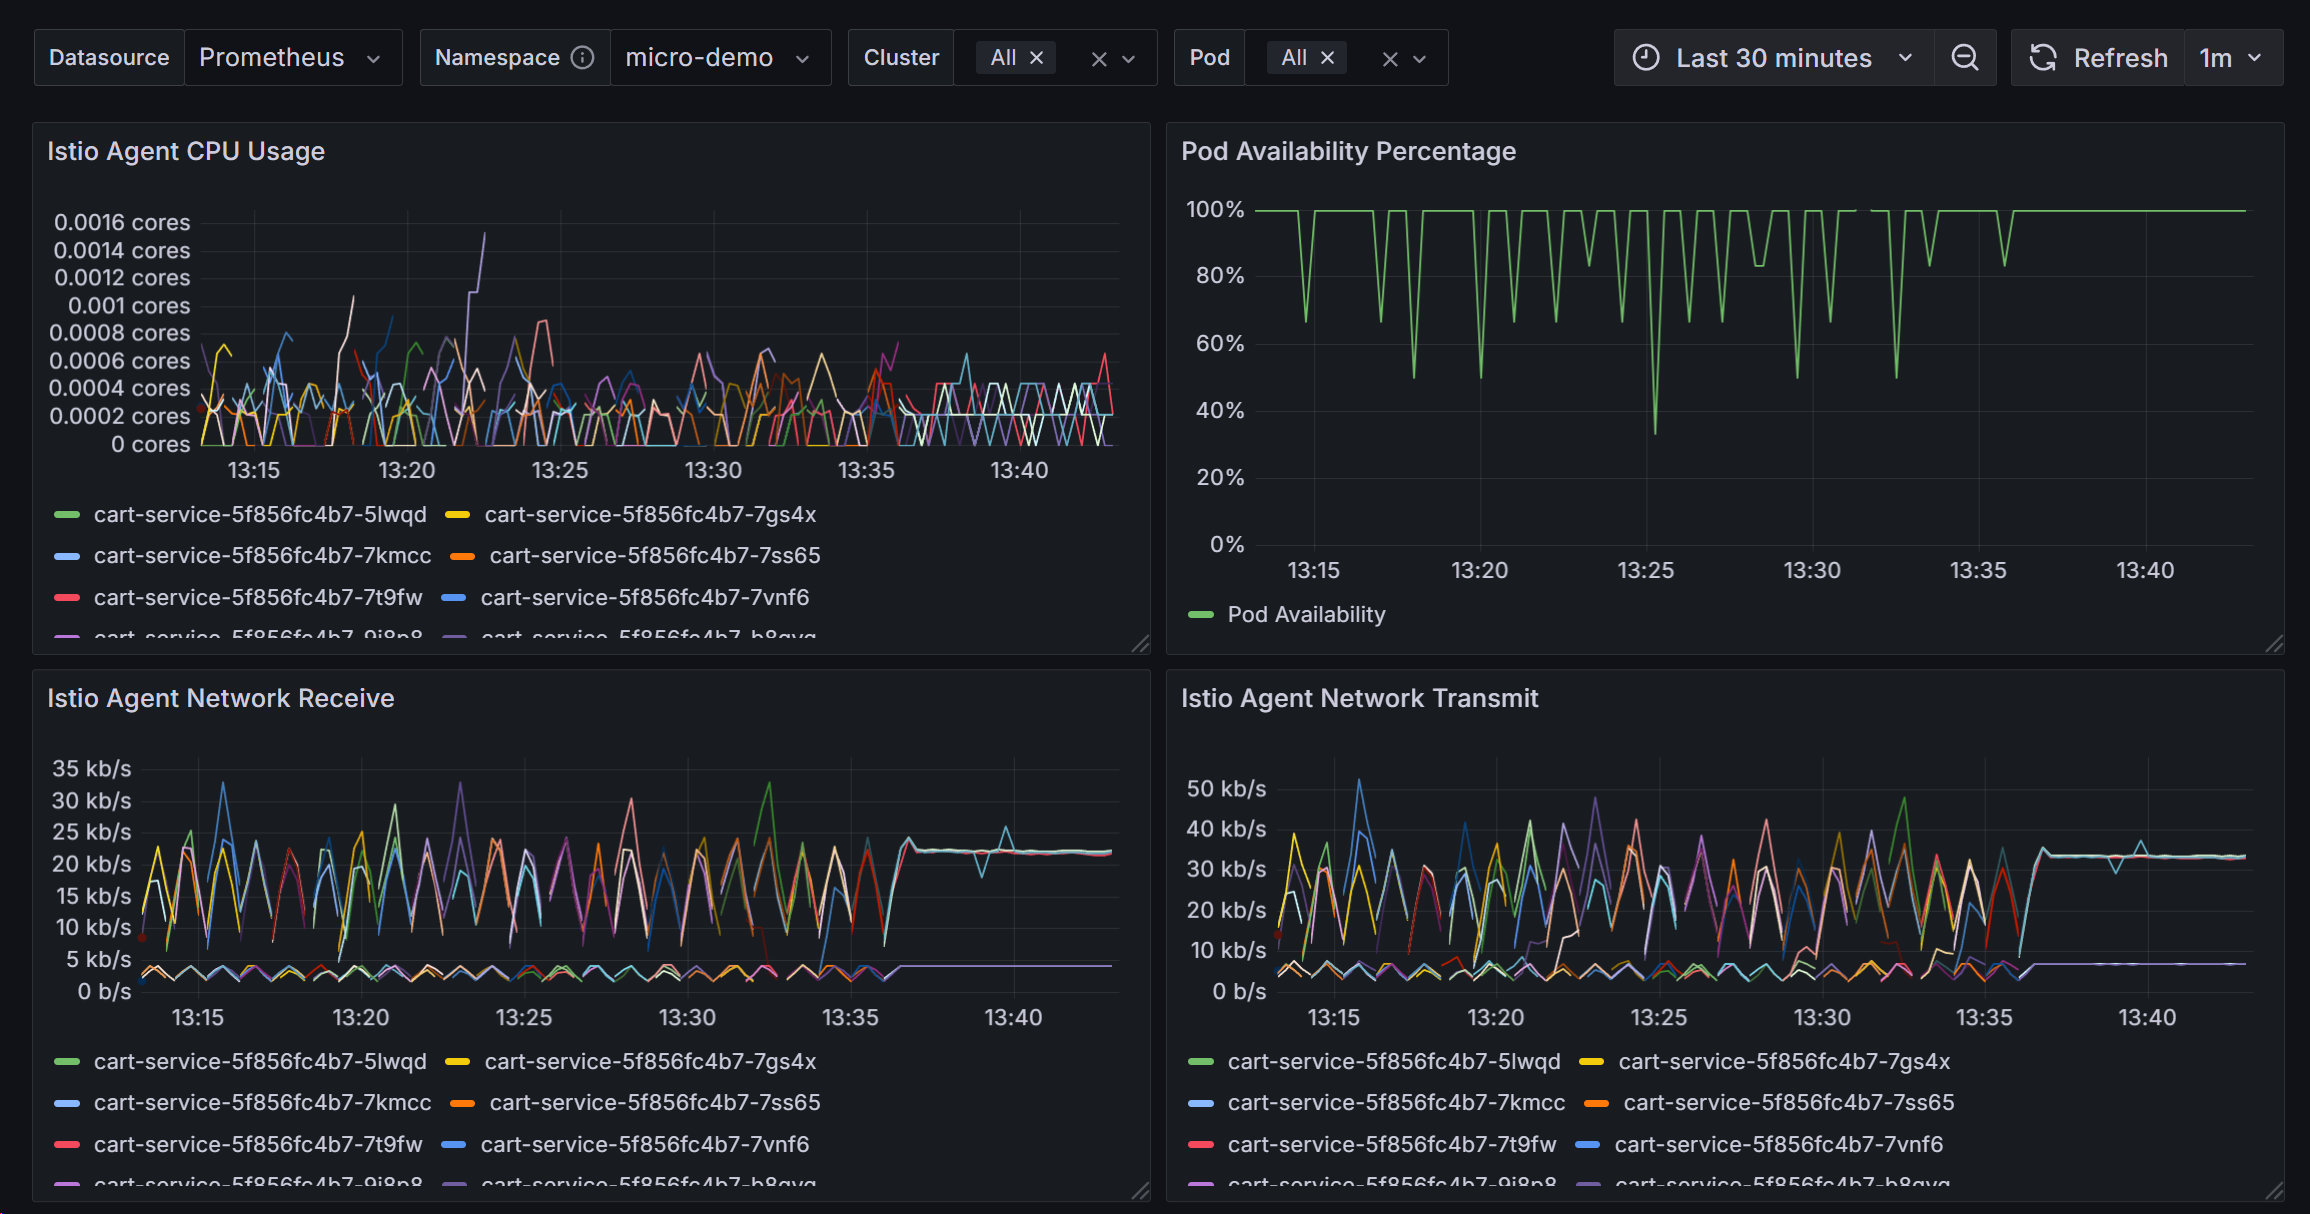 Datasource Prometheus Namespace micro-demo Cluster All Pod All Last 30 minutes Refresh 1m
Istio Agent CPU Usage
0.0016 cores
0.0014 cores
0.0012 cores
0.001 cores
0.0008 cores
0.0006 cores
0.0004 cores
0.0002 cores
0 cores
13:15 13:20 13:25 13:30 13:35 13:40
cart-service-5f856fc4b7-5lwqd cart-service-5f856fc4b7-7gs4x
cart-service-5f856fc4b7-7kmcc cart-service-5f856fc4b7-7ss65
cart-service-5f856fc4b7-7t9fw cart-service-5f856fc4b7-7vnf6
Pod Availability Percentage
100%
80%
60%
40%
20%
0%
13:15 13:20 13:25 13:30 13:35 13:40
Pod Availability
Istio Agent Network Receive
35 kb/s
30 kb/s
25 kb/s
20 kb/s
15 kb/s
10 kb/s
5 kb/s
0 b/s
13:15 13:20 13:25 13:30 13:35 13:40
cart-service-5f856fc4b7-5lwqd cart-service-5f856fc4b7-7gs4x
cart-service-5f856fc4b7-7kmcc cart-service-5f856fc4b7-7ss65
cart-service-5f856fc4b7-7t9fw cart-service-5f856fc4b7-7vnf6
Istio Agent Network Transmit
50 kb/s
40 kb/s
30 kb/s
20 kb/s
10 kb/s
0 b/s
13:15 13:20 13:25 13:30 13:35 13:40
cart-service-5f856fc4b7-5lwqd cart-service-5f856fc4b7-7gs4x
cart-service-5f856fc4b7-7kmcc cart-service-5f856fc4b7-7ss65
cart-service-5f856fc4b7-7t9fw cart-service-5f856fc4b7-7vnf6